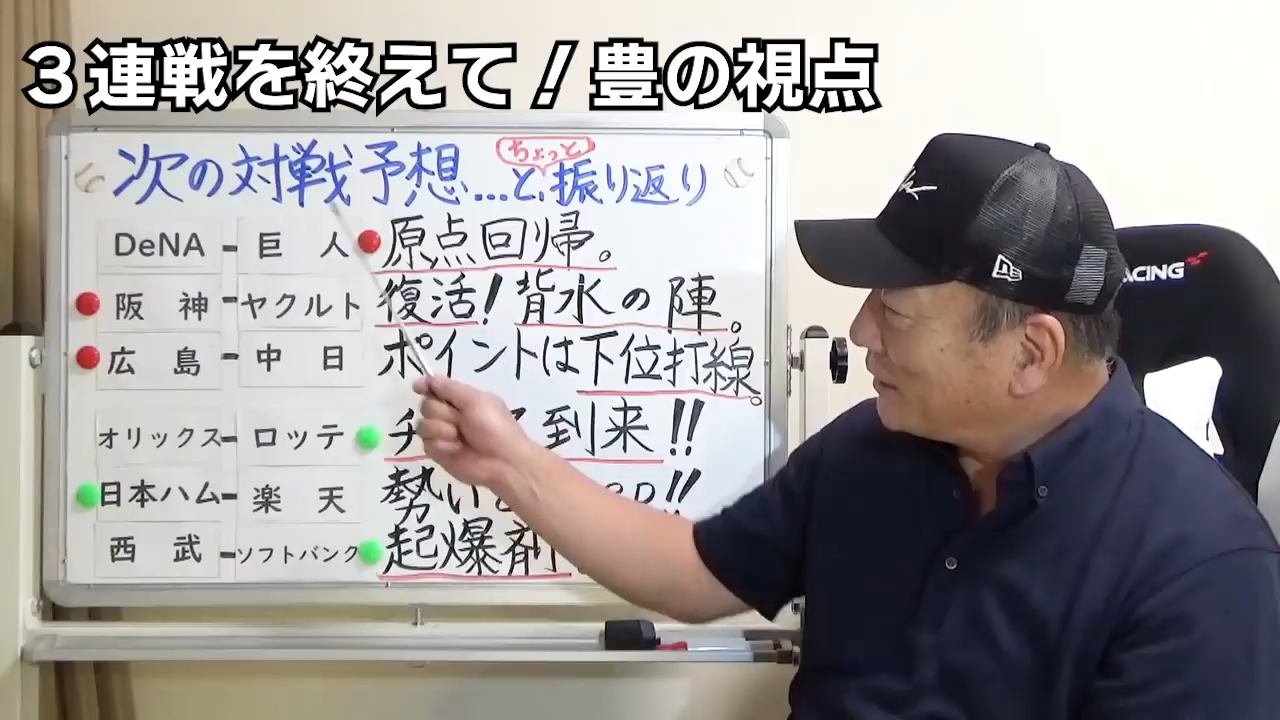 ３連戦を終えて！豊の視点
次の対戦予想…と、ちょっと振り返り
DeNA - 巨人 原点回帰。
阪神 - ヤクルト 復活！背水の陣。
広島 - 中日 ポイントは下位打線。
オリックス - ロッテ チ 到来!!
日本ハム - 楽天 勢い !!
西武 - ソフトバンク 起爆剤
ACING